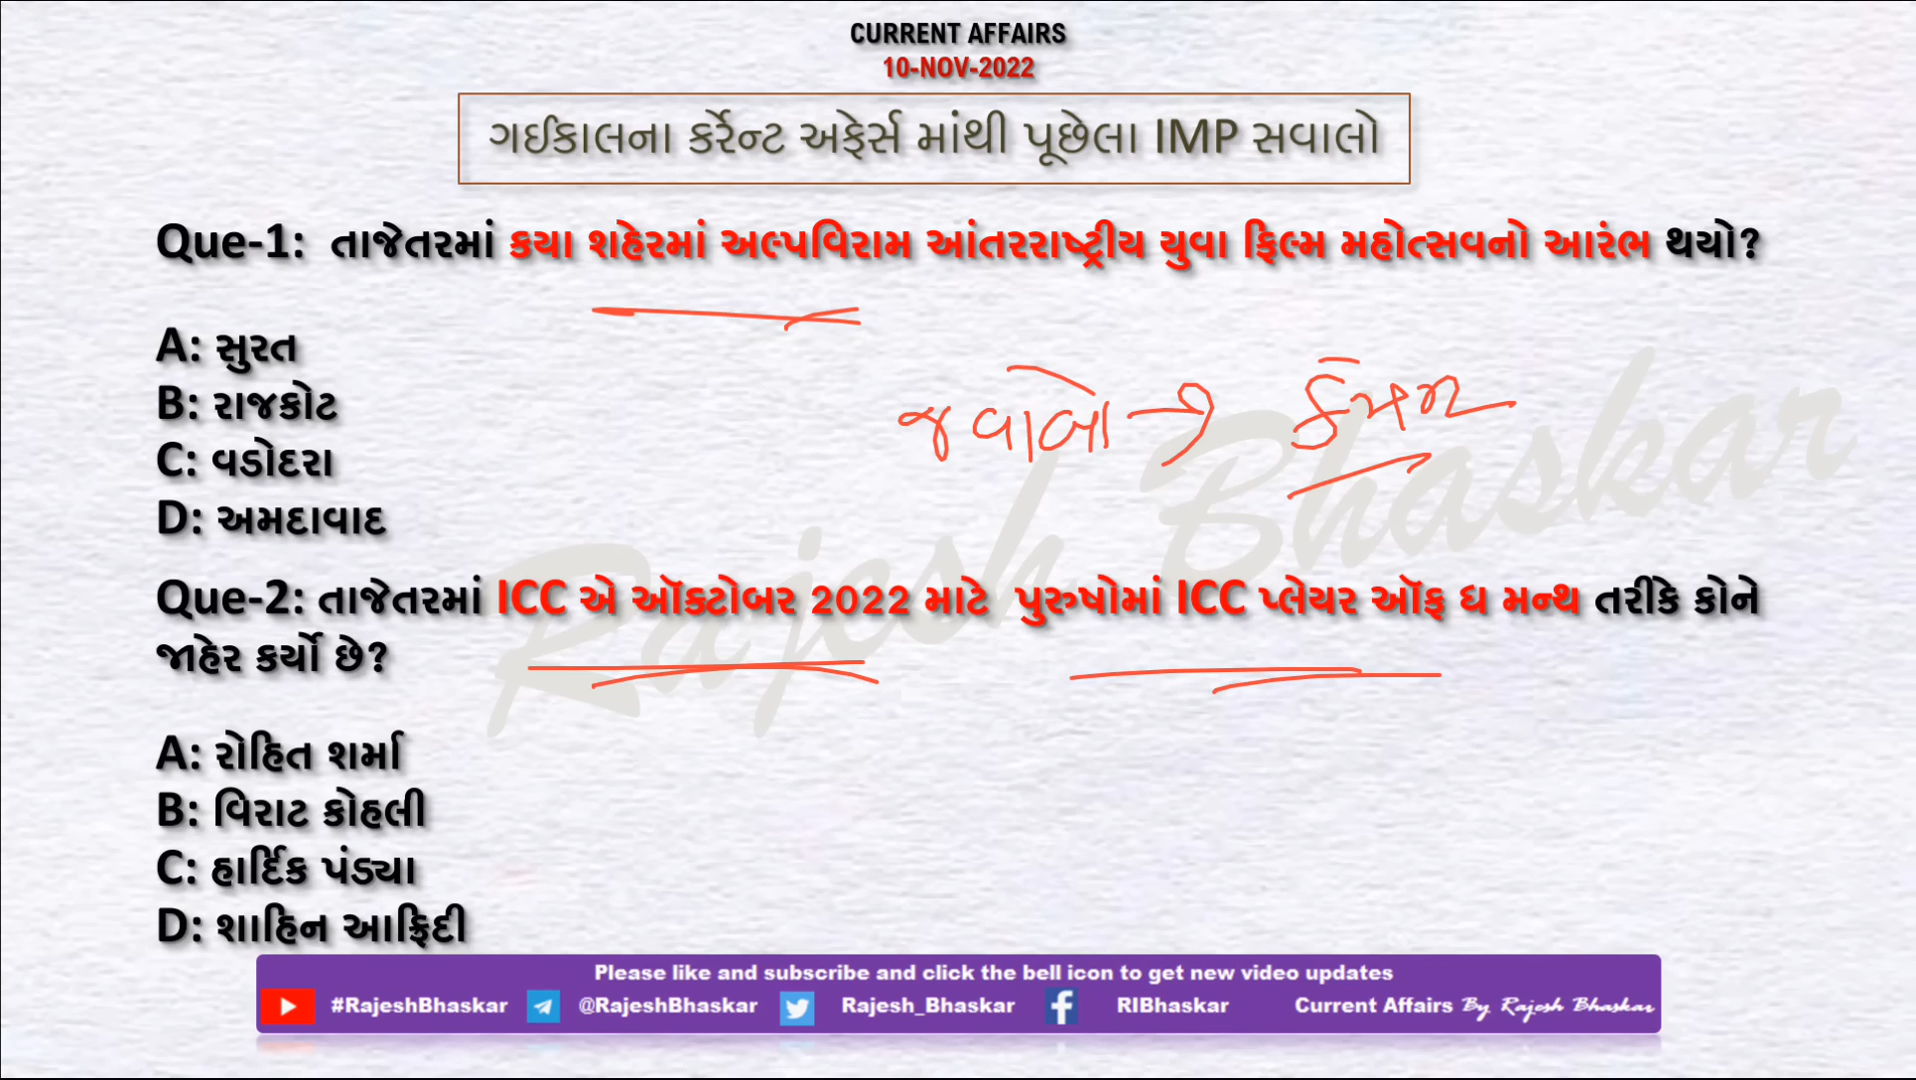 CURRENT AFFAIRS
10-NOV-2022
ગઈકાલના કર્રેન્ટ અફેર્સ માંથી પૂછેલા IMP સવાલો
Que-1: તાજેતરમાં કયા શહેરમાં અલ્પવિરામ આંતરરાષ્ટ્રીય યુવા ફિલ્મ મહોત્સવનો આરંભ થયો?
A: સુરત
B: રાજકોટ
જવાબો →
C: વડોદરા
D: અમદાવાદ
Que-2: તાજેતરમાં ICC એ ઑક્ટોબર 2022 માટે પુરુષોમાં ICC પ્લેયર ઑફ ધ મન્થ તરીકે કોને
જાહેર કર્યો છે?
A: રોહિત શર્મા
B: વિરાટ કોહલી
C: હાર્દિક પંડ્યા
D: શાહિન આફ્રિદી
Rajesh Bhaskar
Please like and subscribe and click the bell icon to get new video updates
#RajeshBhaskar @RajeshBhaskar Rajesh_Bhaskar RIBhaskar Current Affairs By Rajesh Bhaskar